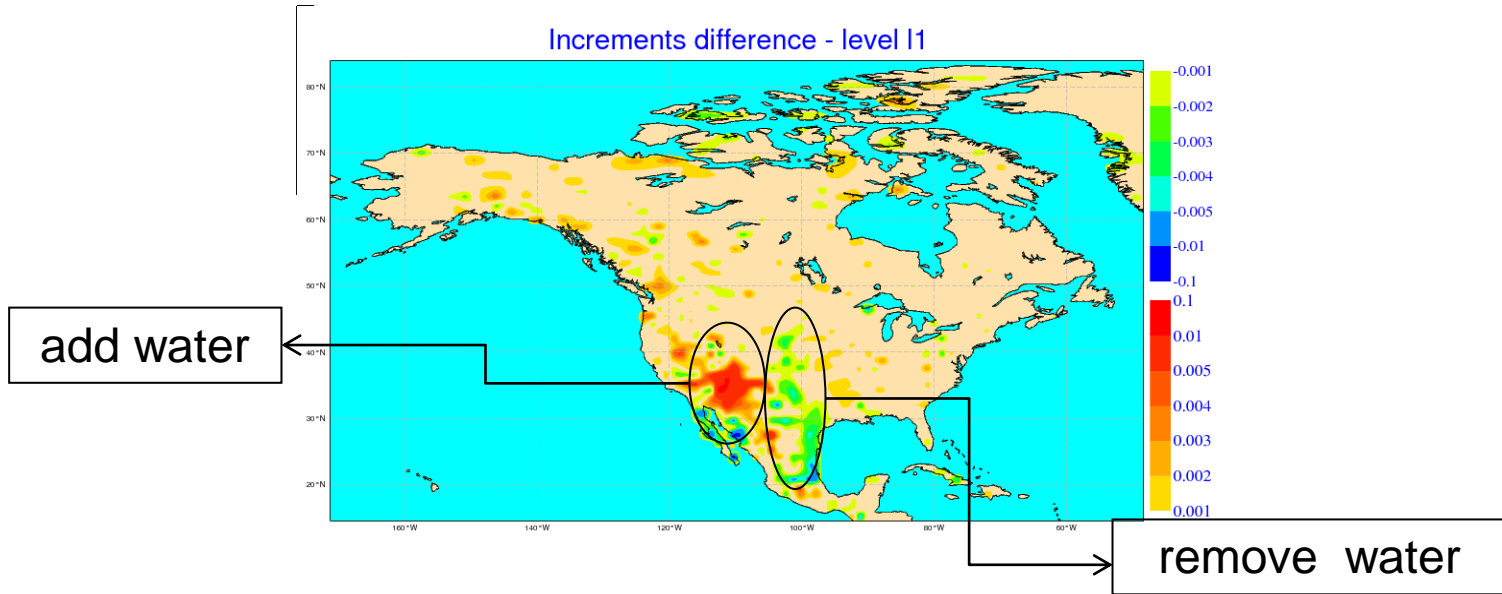 Increments difference - level l1
80°N
70°N
60°N
50°N
40°N
30°N
20°N
160°W
140°W
120°W
100°W
80°W
60°W
-0.001
-0.002
-0.003
-0.004
-0.005
-0.01
-0.1
0.1
0.01
0.005
0.004
0.003
0.002
0.001
add water
remove water